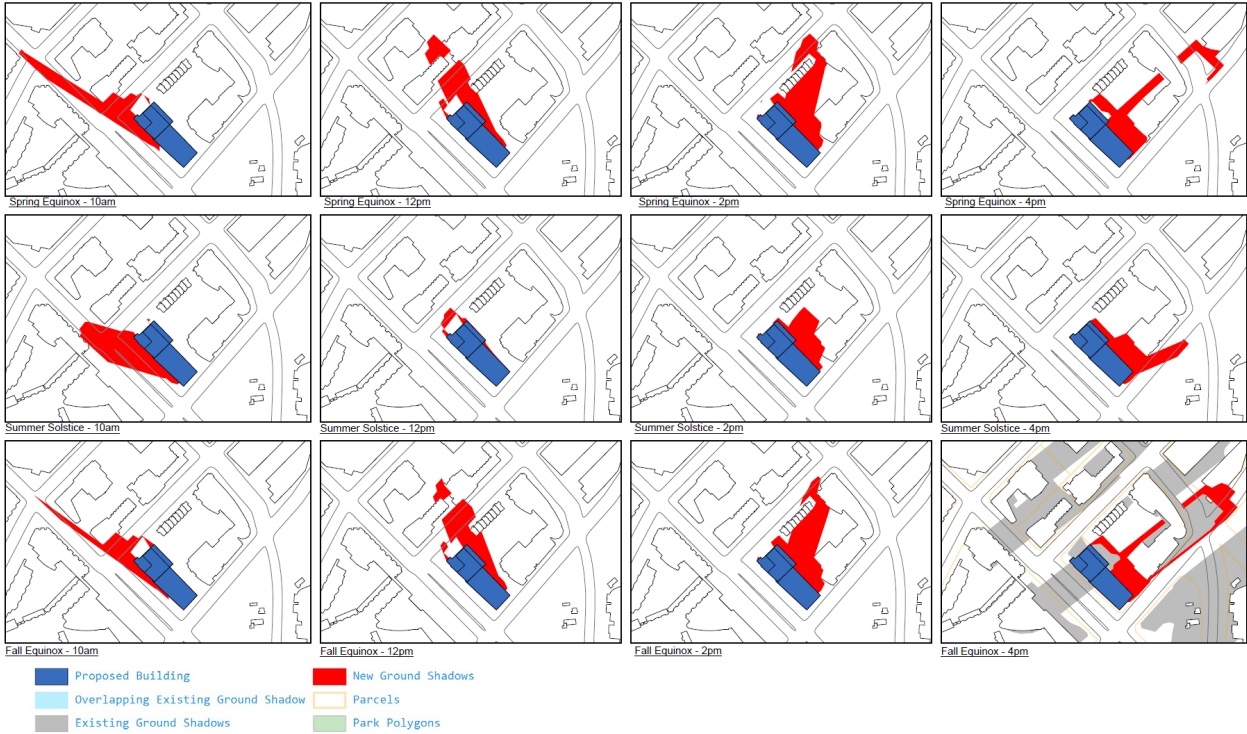 Spring Equinox - 10am
Spring Equinox - 12pm
Spring Equinox - 2pm
Spring Equinox - 4pm
Summer Solstice - 10am
Summer Solstice - 12pm
Summer Solstice - 2pm
Summer Solstice - 4pm
Fall Equinox - 10am
Fall Equinox - 12pm
Fall Equinox - 2pm
Fall Equinox - 4pm
Proposed Building
New Ground Shadows
Overlapping Existing Ground Shadow
Parcels
Existing Ground Shadows
Park Polygons